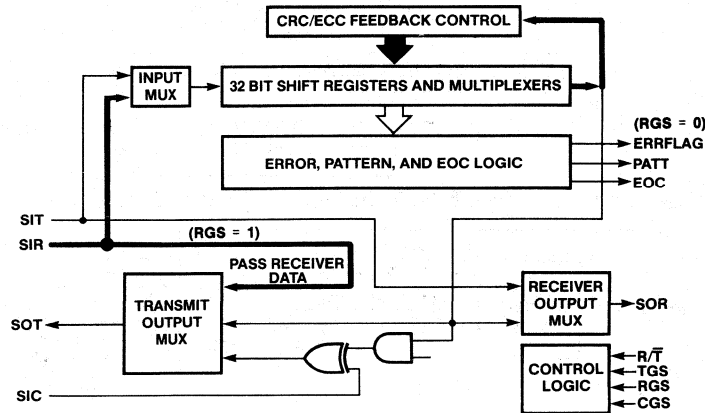 CRC/ECC FEEDBACK CONTROL
INPUT
MUX
32 BIT SHIFT REGISTERS AND MULTIPLEXERS
(RGS = 0)
ERROR, PATTERN, AND EOC LOGIC
ERRFLAG
PATT
EOC
SIT
SIR
(RGS = 1)
PASS RECEIVER
DATA
TRANSMIT
OUTPUT
MUX
RECEIVER
OUTPUT
MUX
SOR
SOT
SIC
CONTROL
LOGIC
R/T̅
TGS
RGS
CGS